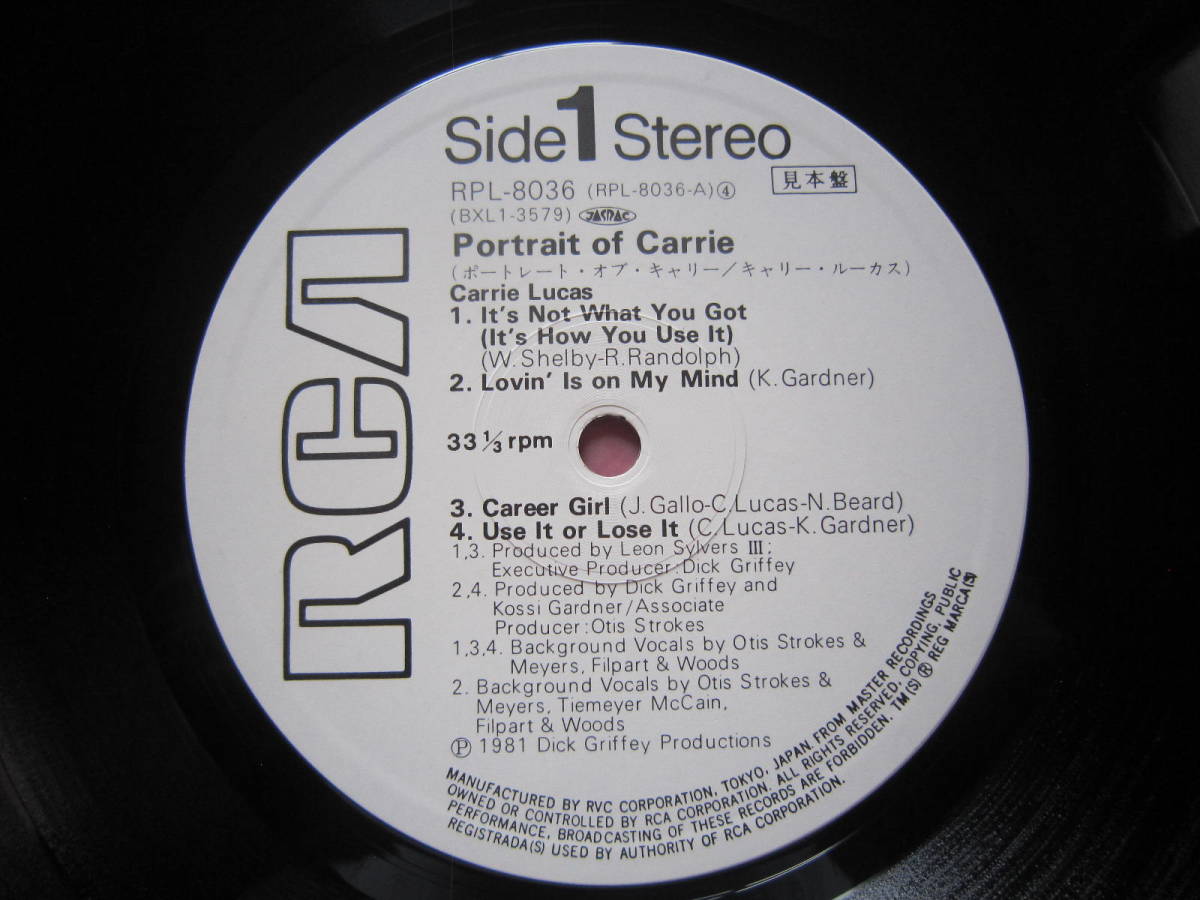 Side 1 Stereo
RPL-8036 (RPL-8036-A)④
見本盤
(BXL1-3579) JASRAC
Portrait of Carrie
(ポートレート・オブ・キャリー／キャリー・ルーカス)
Carrie Lucas
1. It's Not What You Got
(It's How You Use It)
(W. Shelby-R. Randolph)
2. Lovin' Is on My Mind (K. Gardner)
33 1/3 rpm
3. Career Girl (J. Gallo-C. Lucas-N. Beard)
4. Use It or Lose It (C. Lucas-K. Gardner)
1,3. Produced by Leon Sylvers III;
Executive Producer: Dick Griffey
2,4. Produced by Dick Griffey and
Kossi Gardner/Associate
Producer: Otis Strokes
1,3,4. Background Vocals by Otis Strokes &
Meyers, Filpart & Woods
2. Background Vocals by Otis Strokes &
Meyers, Tiemeyer McCain,
Filpart & Woods
Ⓟ 1981 Dick Griffey Productions
RCA
MANUFACTURED BY RVC CORPORATION, TOKYO, JAPAN, FROM MASTER RECORDINGS
OWNED OR CONTROLLED BY RCA CORPORATION. ALL RIGHTS RESERVED, COPYING, PUBLIC
PERFORMANCE, BROADCASTING OF THESE RECORDS ARE FORBIDDEN. TM(S) ® REG MARCA(S)
REGISTRADA(S) USED BY AUTHORITY OF RCA CORPORATION.